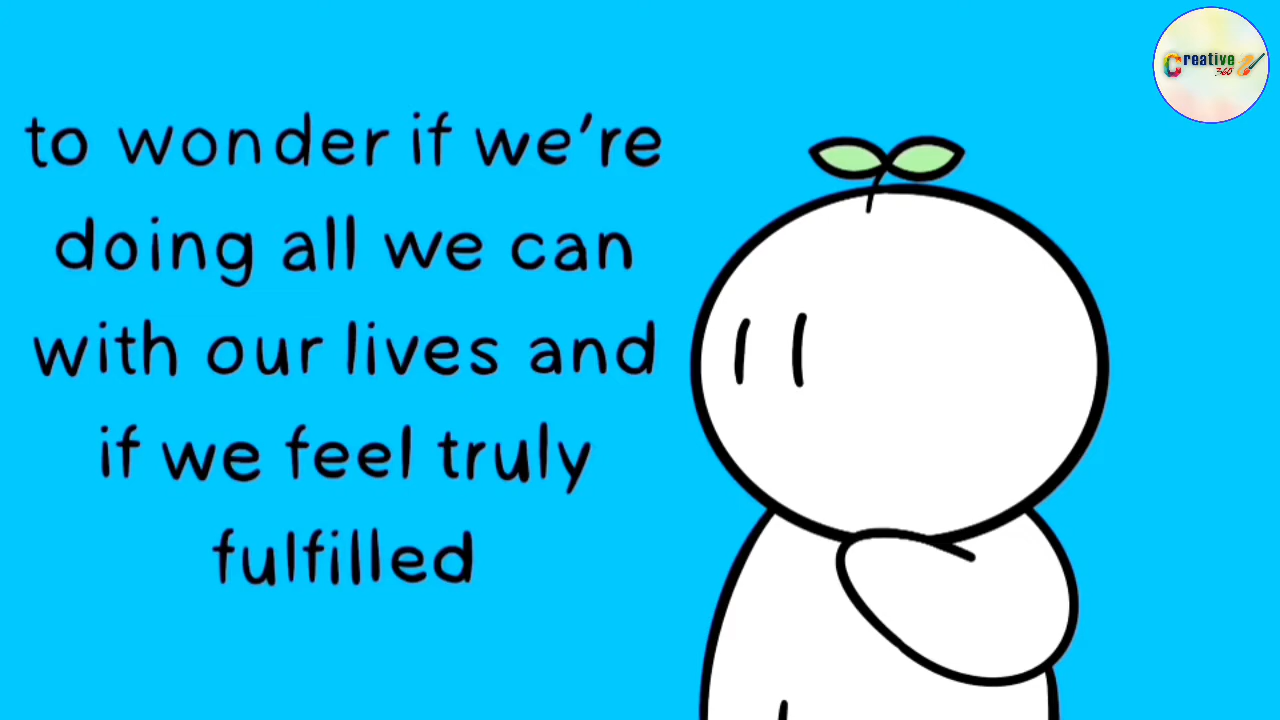 to wonder if we're
doing all we can
with our lives and
if we feel truly
fulfilled
Creative
360